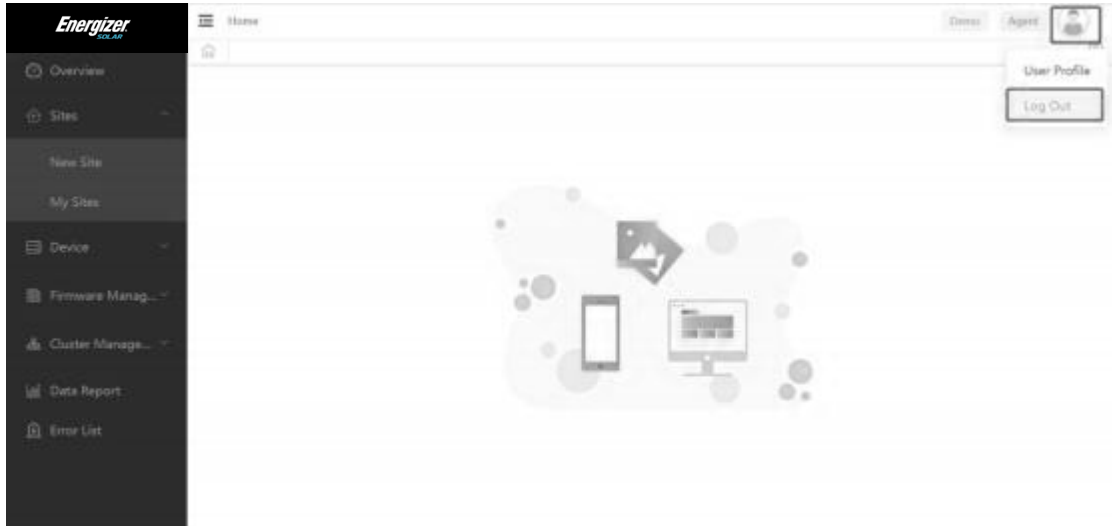 Energizer
SOLAR
Home
Demo
Agent
User Profile
Log Out
Overview
Sites
New Site
My Sites
Device
Firmware Manag...
Cluster Manage...
Data Report
Error List